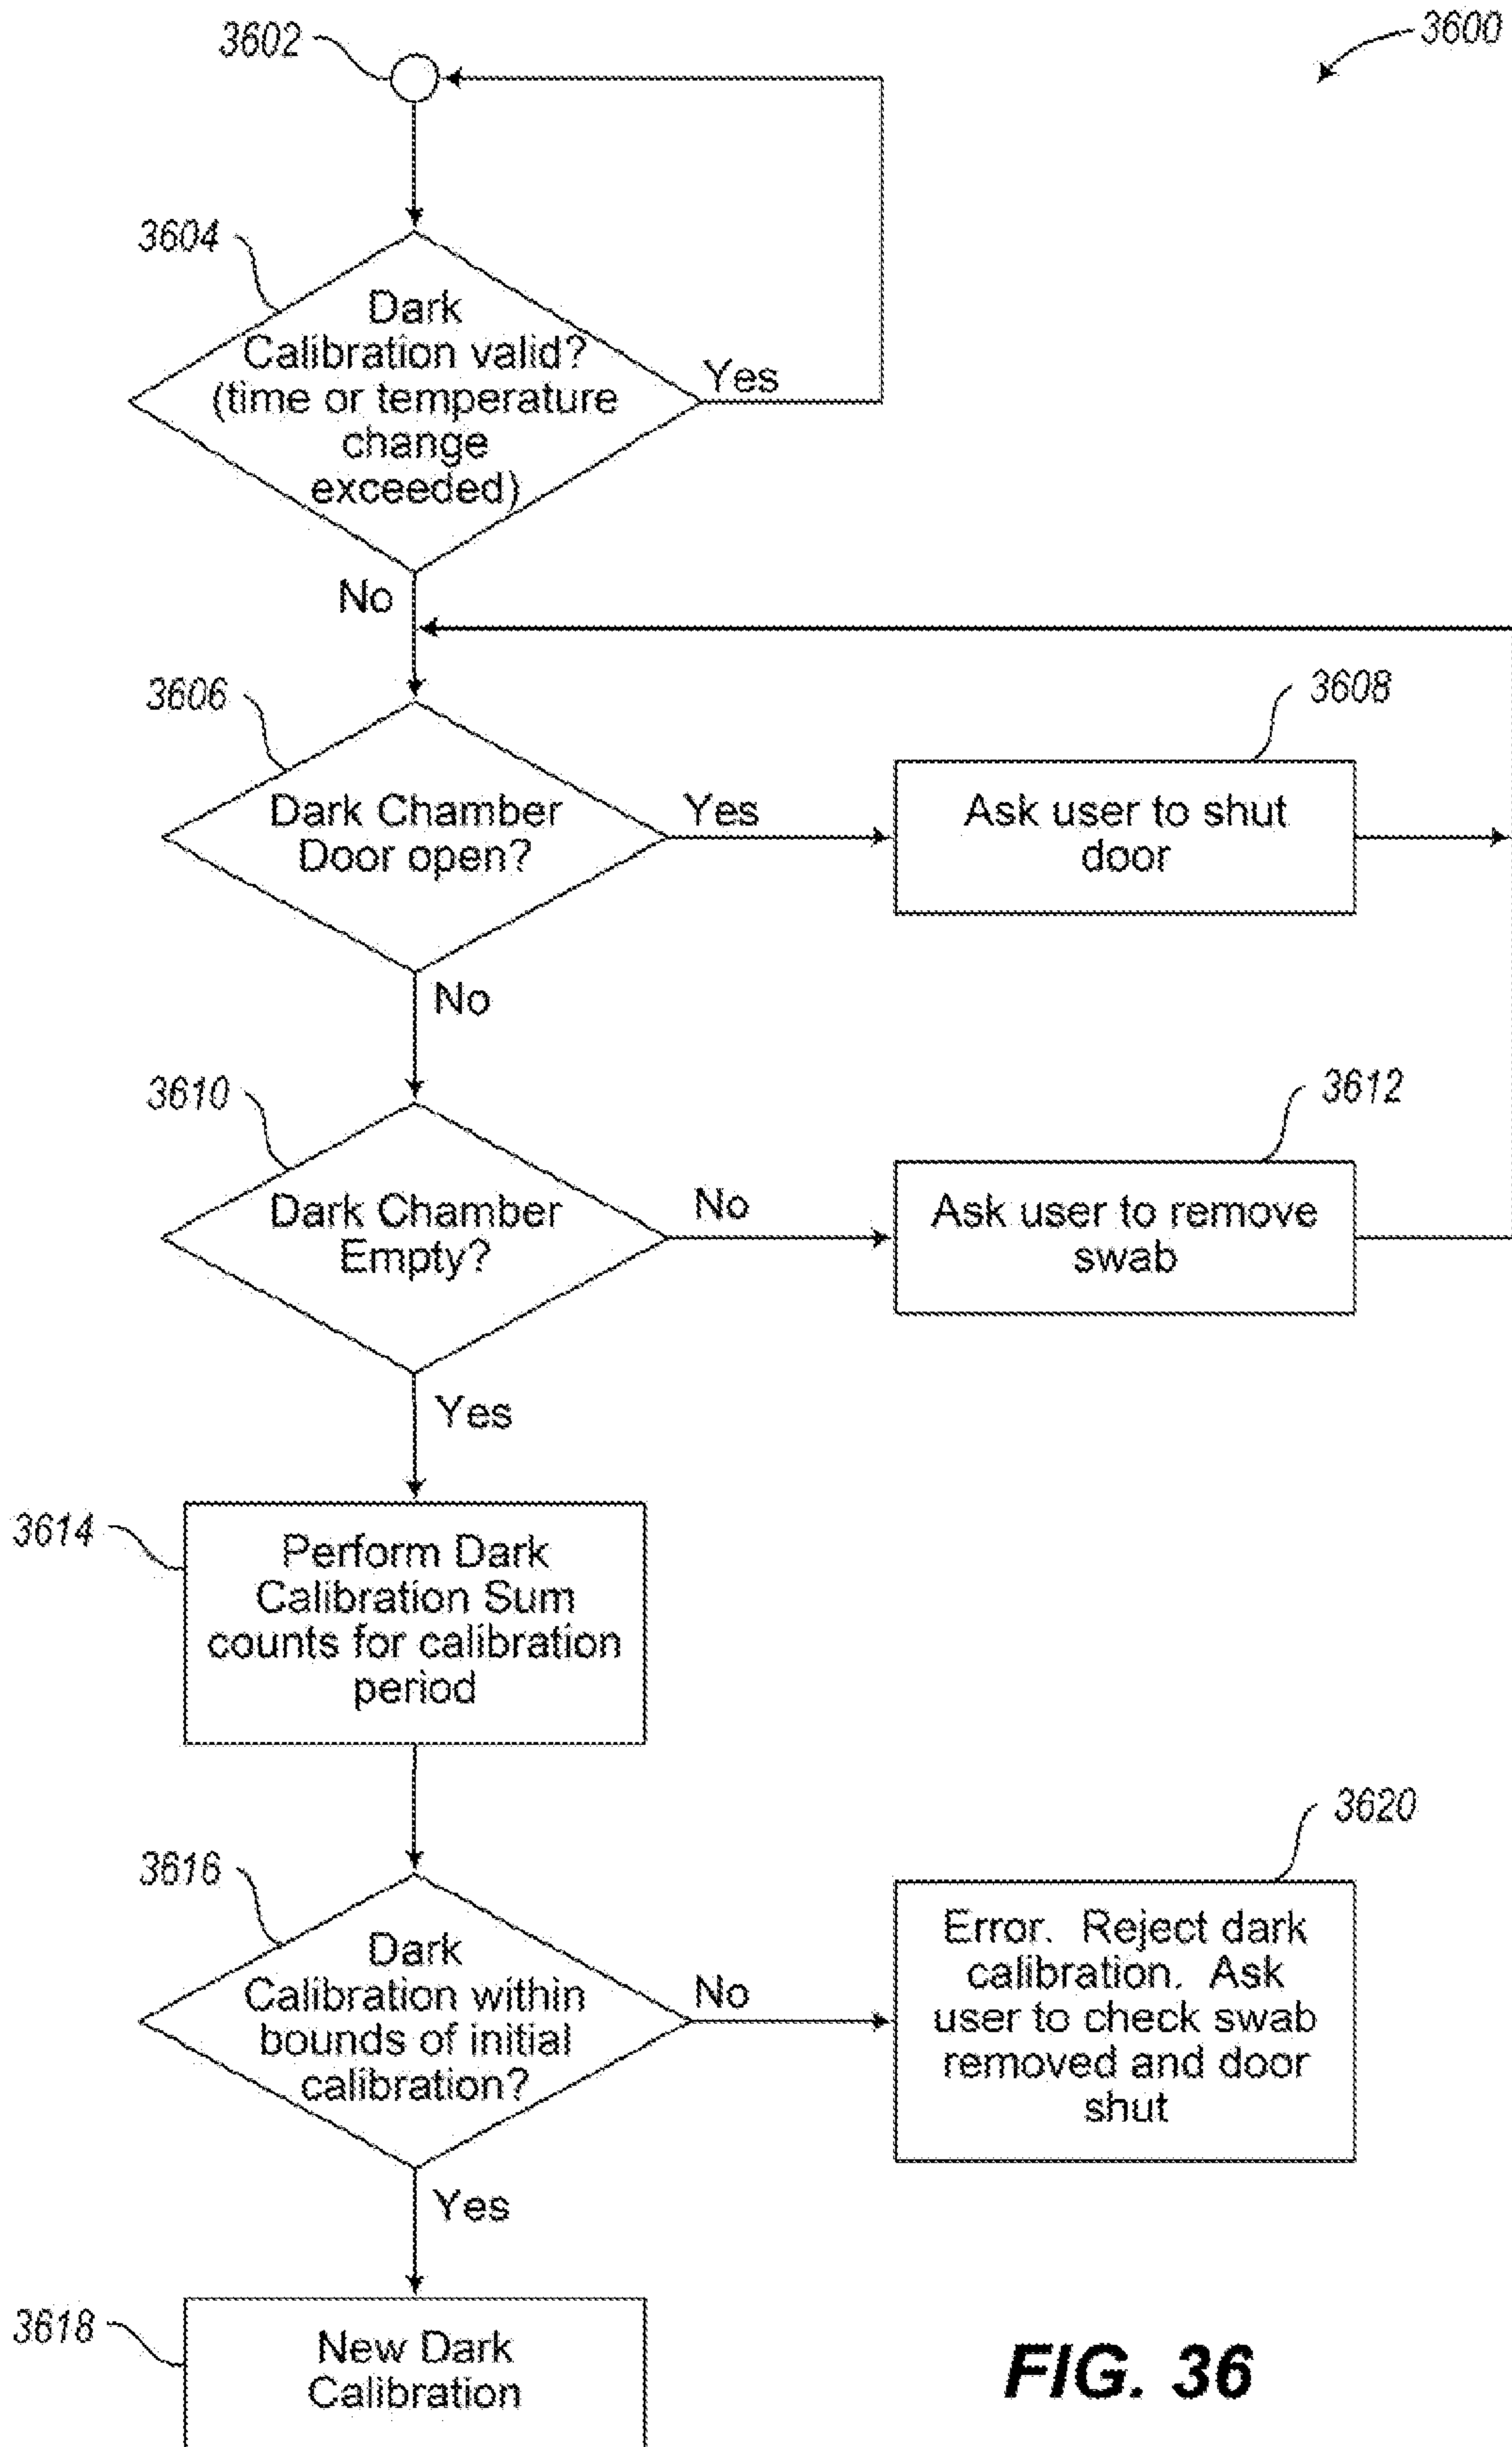 3602
3600
3604
Dark
Calibration valid?
(time or temperature
change
exceeded)
Yes
No
3606
Dark Chamber
Door open?
Yes
3608
Ask user to shut
door
No
3610
Dark Chamber
Empty?
No
3612
Ask user to remove
swab
Yes
3614
Perform Dark
Calibration Sum
counts for calibration
period
3616
Dark
Calibration within
bounds of initial
calibration?
No
3620
Error. Reject dark
calibration. Ask
user to check swab
removed and door
shut
Yes
3618
New Dark
Calibration
FIG. 36